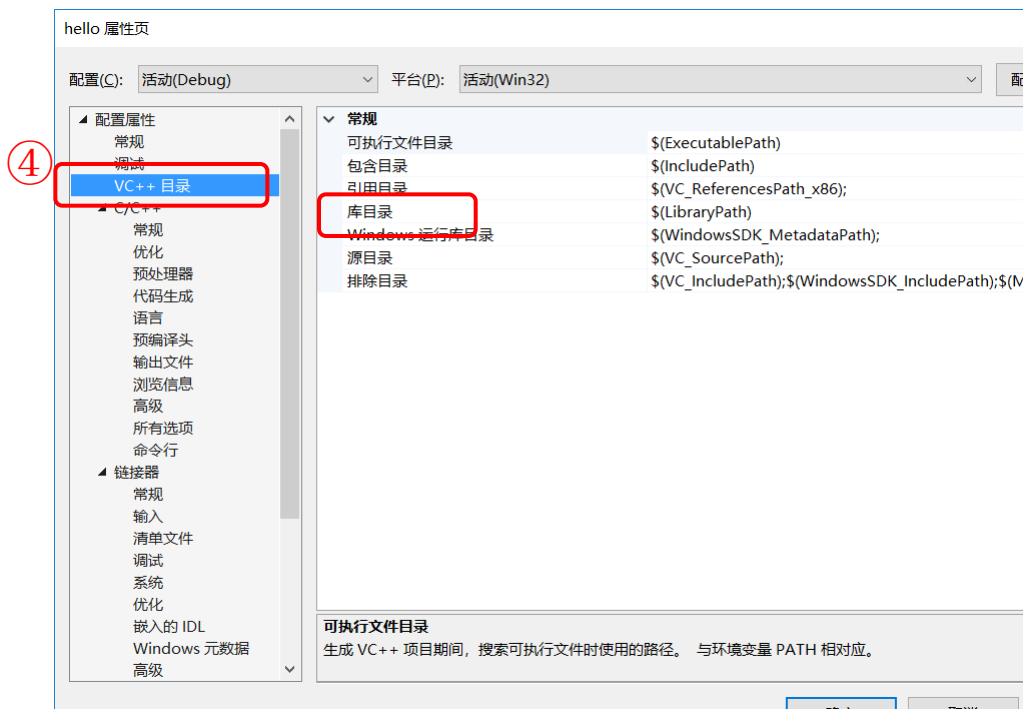 hello 属性页
配置(C): 活动(Debug) 平台(P): 活动(Win32) 配
④
配置属性
常规
调试
VC++ 目录
C/C++
常规
优化
预处理器
代码生成
语言
预编译头
输出文件
浏览信息
高级
所有选项
命令行
链接器
常规
输入
清单文件
调试
系统
优化
嵌入的 IDL
Windows 元数据
高级
常规
可执行文件目录 $(ExecutablePath)
包含目录 $(IncludePath)
引用目录 $(VC_ReferencesPath_x86);
库目录 $(LibraryPath)
Windows 运行库目录 $(WindowsSDK_MetadataPath);
源目录 $(VC_SourcePath);
排除目录 $(VC_IncludePath);$(WindowsSDK_IncludePath);$(M
可执行文件目录
生成 VC++ 项目期间，搜索可执行文件时使用的路径。 与环境变量 PATH 相对应。